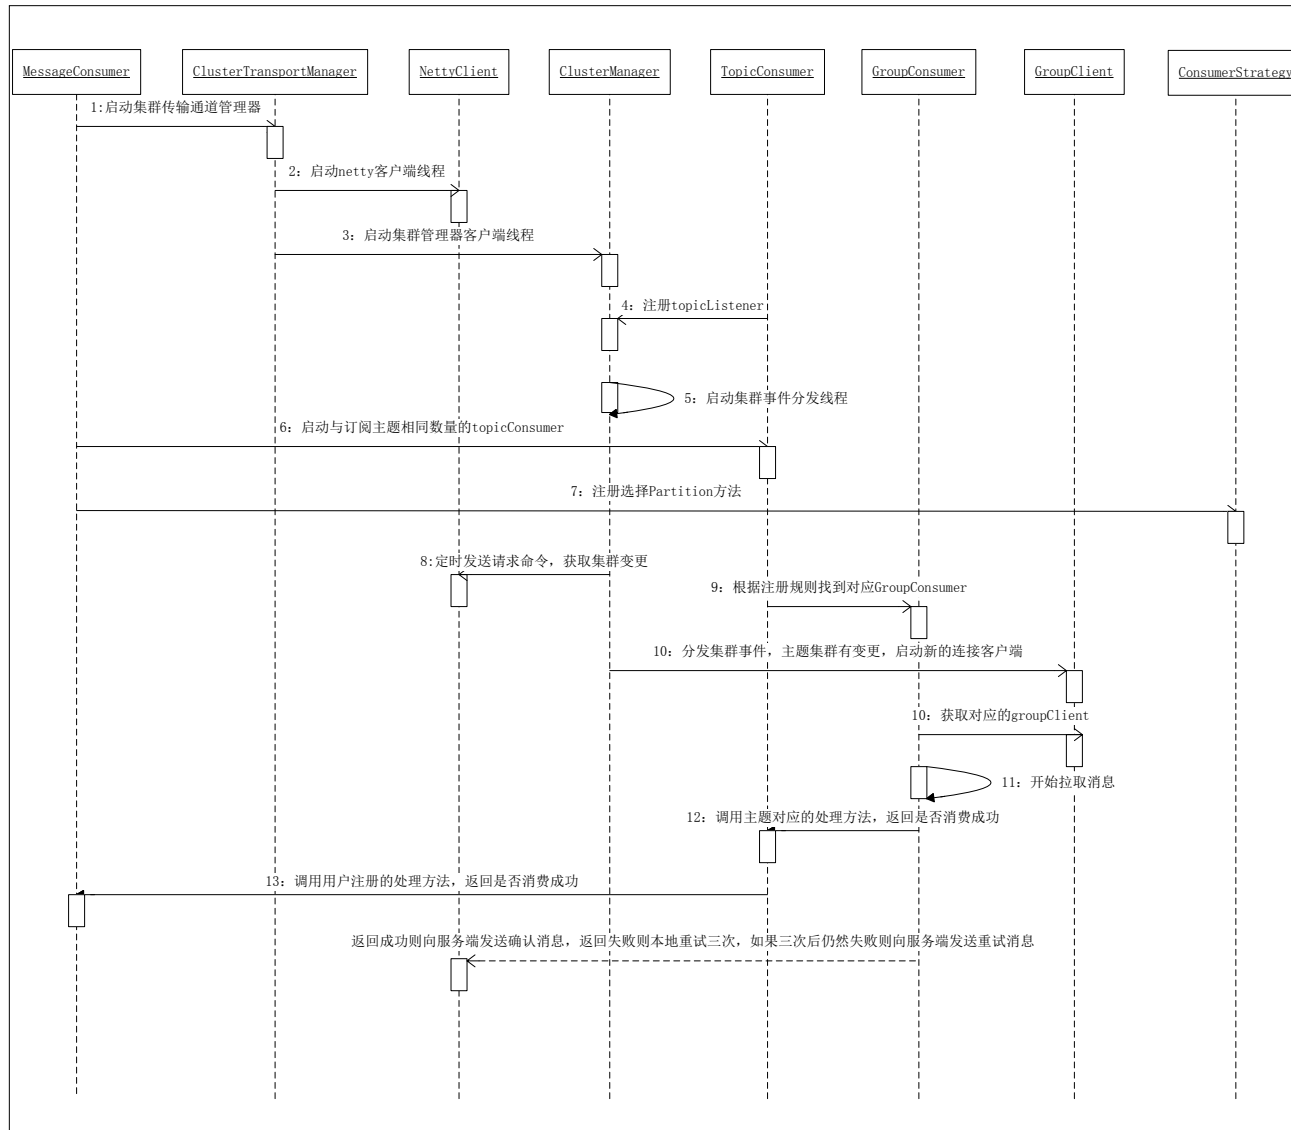 MessageConsumer
ClusterTransportManager
NettyClient
ClusterManager
TopicConsumer
GroupConsumer
GroupClient
ConsumerStrategy
1:启动集群传输通道管理器
2: 启动netty客户端线程
3: 启动集群管理器客户端线程
4: 注册topicListener
5: 启动集群事件分发线程
6: 启动与订阅主题相同数量的topicConsumer
7: 注册选择Partition方法
8:定时发送请求命令，获取集群变更
9: 根据注册规则找到对应GroupConsumer
10: 分发集群事件，主题集群有变更，启动新的连接客户端
10: 获取对应的groupClient
11: 开始拉取消息
12: 调用主题对应的处理方法，返回是否消费成功
13: 调用用户注册的处理方法，返回是否消费成功
返回成功则向服务端发送确认消息，返回失败则本地重试三次，如果三次后仍然失败则向服务端发送重试消息